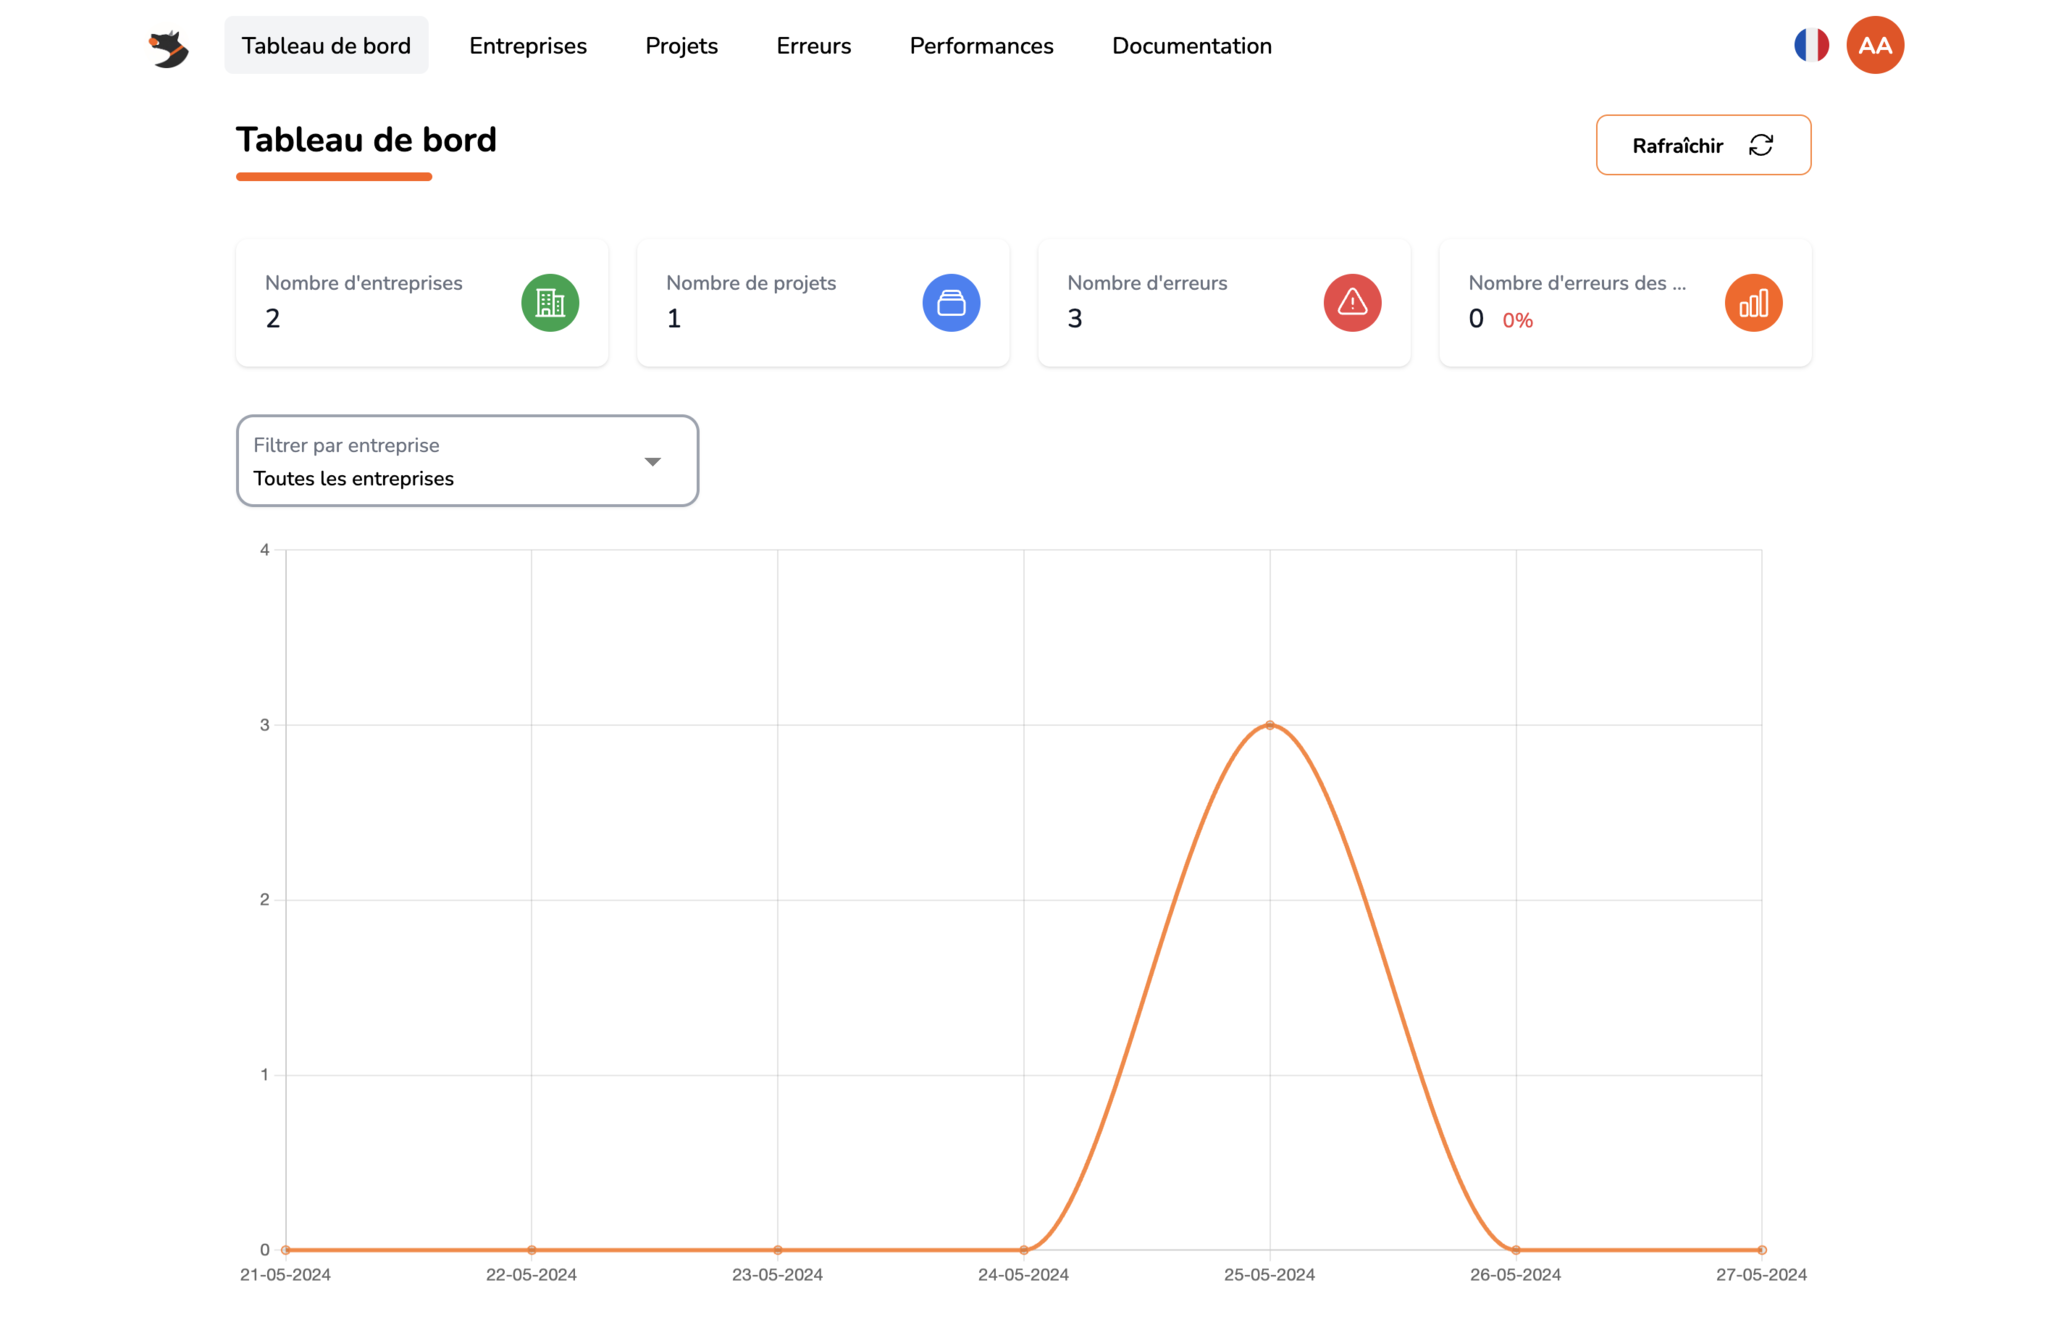 Tableau de bord
Entreprises
Projets
Erreurs
Performances
Documentation
AA
Tableau de bord
Rafraîchir
Nombre d'entreprises
2
Nombre de projets
1
Nombre d'erreurs
3
Nombre d'erreurs des ...
0 0%
Filtrer par entreprise
Toutes les entreprises
4
3
2
1
0
21-05-2024
22-05-2024
23-05-2024
24-05-2024
25-05-2024
26-05-2024
27-05-2024